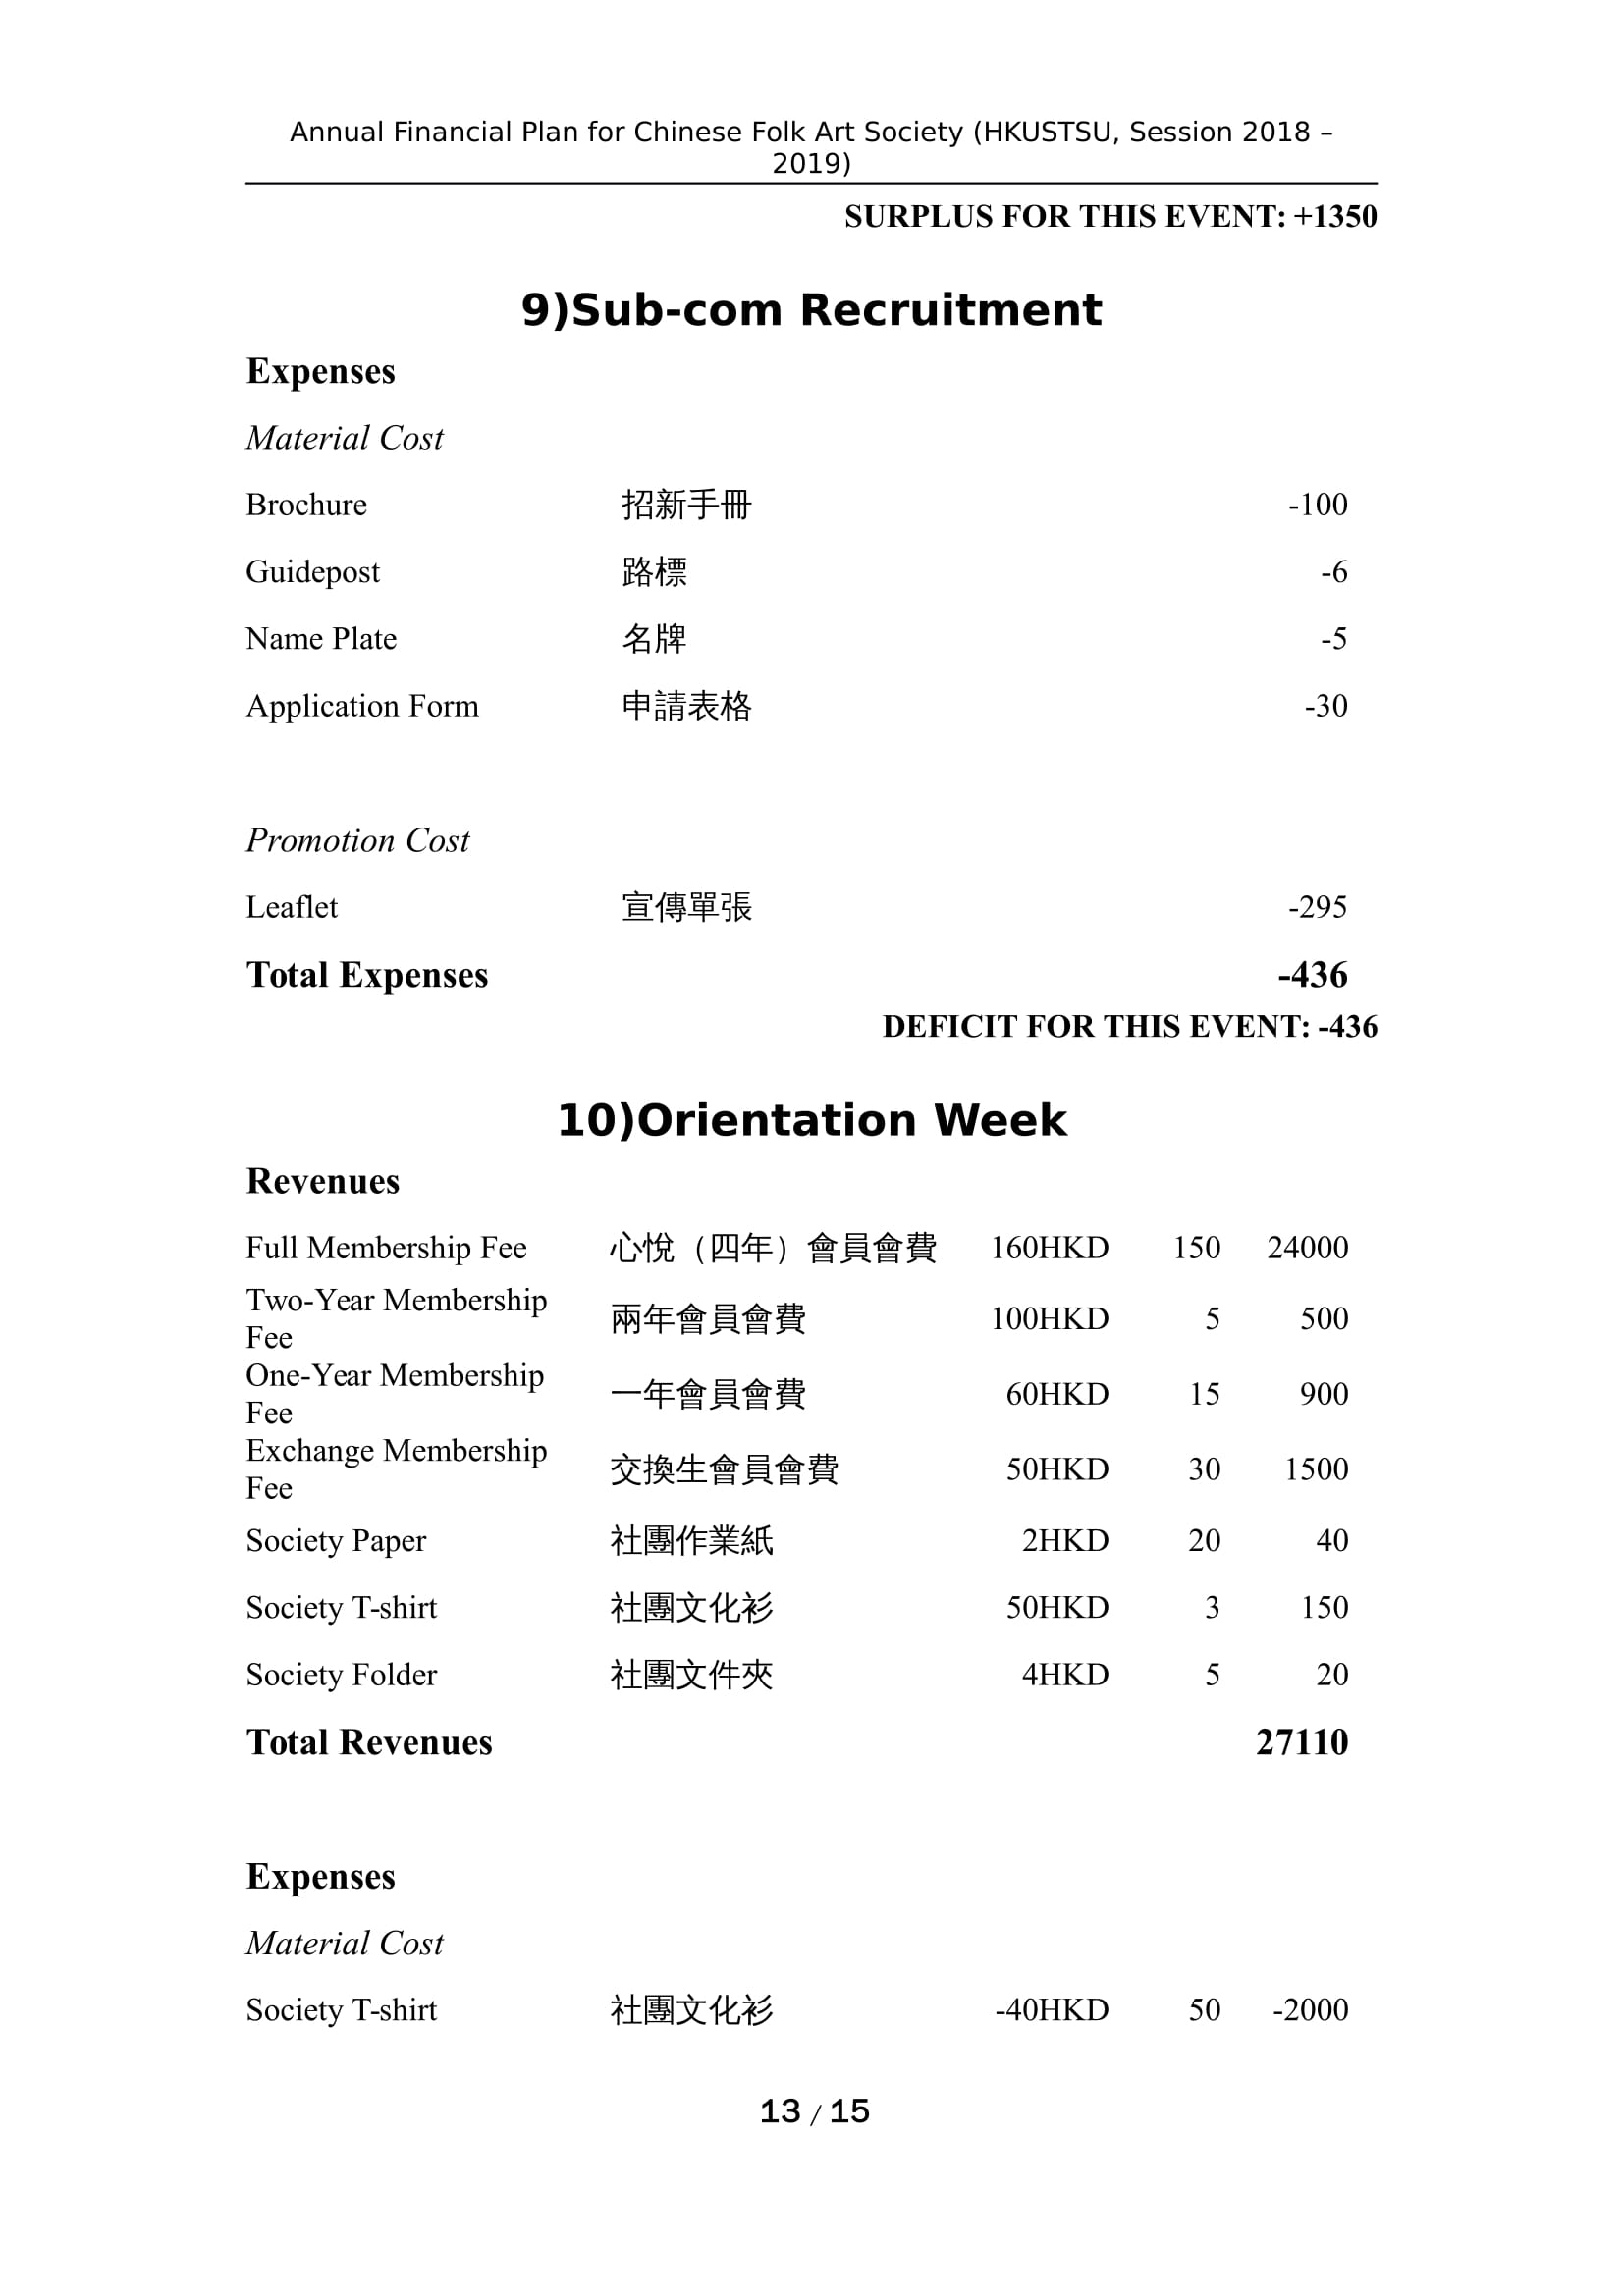 Annual Financial Plan for Chinese Folk Art Society (HKUSTSU, Session 2018 –
2019)
SURPLUS FOR THIS EVENT: +1350
9)Sub-com Recruitment
Expenses
Material Cost
Brochure 招新手冊 -100
Guidepost 路標 -6
Name Plate 名牌 -5
Application Form 申請表格 -30
Promotion Cost
Leaflet 宣傳單張 -295
Total Expenses -436
DEFICIT FOR THIS EVENT: -436
10)Orientation Week
Revenues
Full Membership Fee 心悅（四年）會員會費 160HKD 150 24000
Two-Year Membership
Fee 兩年會員會費 100HKD 5 500
One-Year Membership
Fee 一年會員會費 60HKD 15 900
Exchange Membership
Fee 交換生會員會費 50HKD 30 1500
Society Paper 社團作業紙 2HKD 20 40
Society T-shirt 社團文化衫 50HKD 3 150
Society Folder 社團文件夾 4HKD 5 20
Total Revenues 27110
Expenses
Material Cost
Society T-shirt 社團文化衫 -40HKD 50 -2000
13 / 15